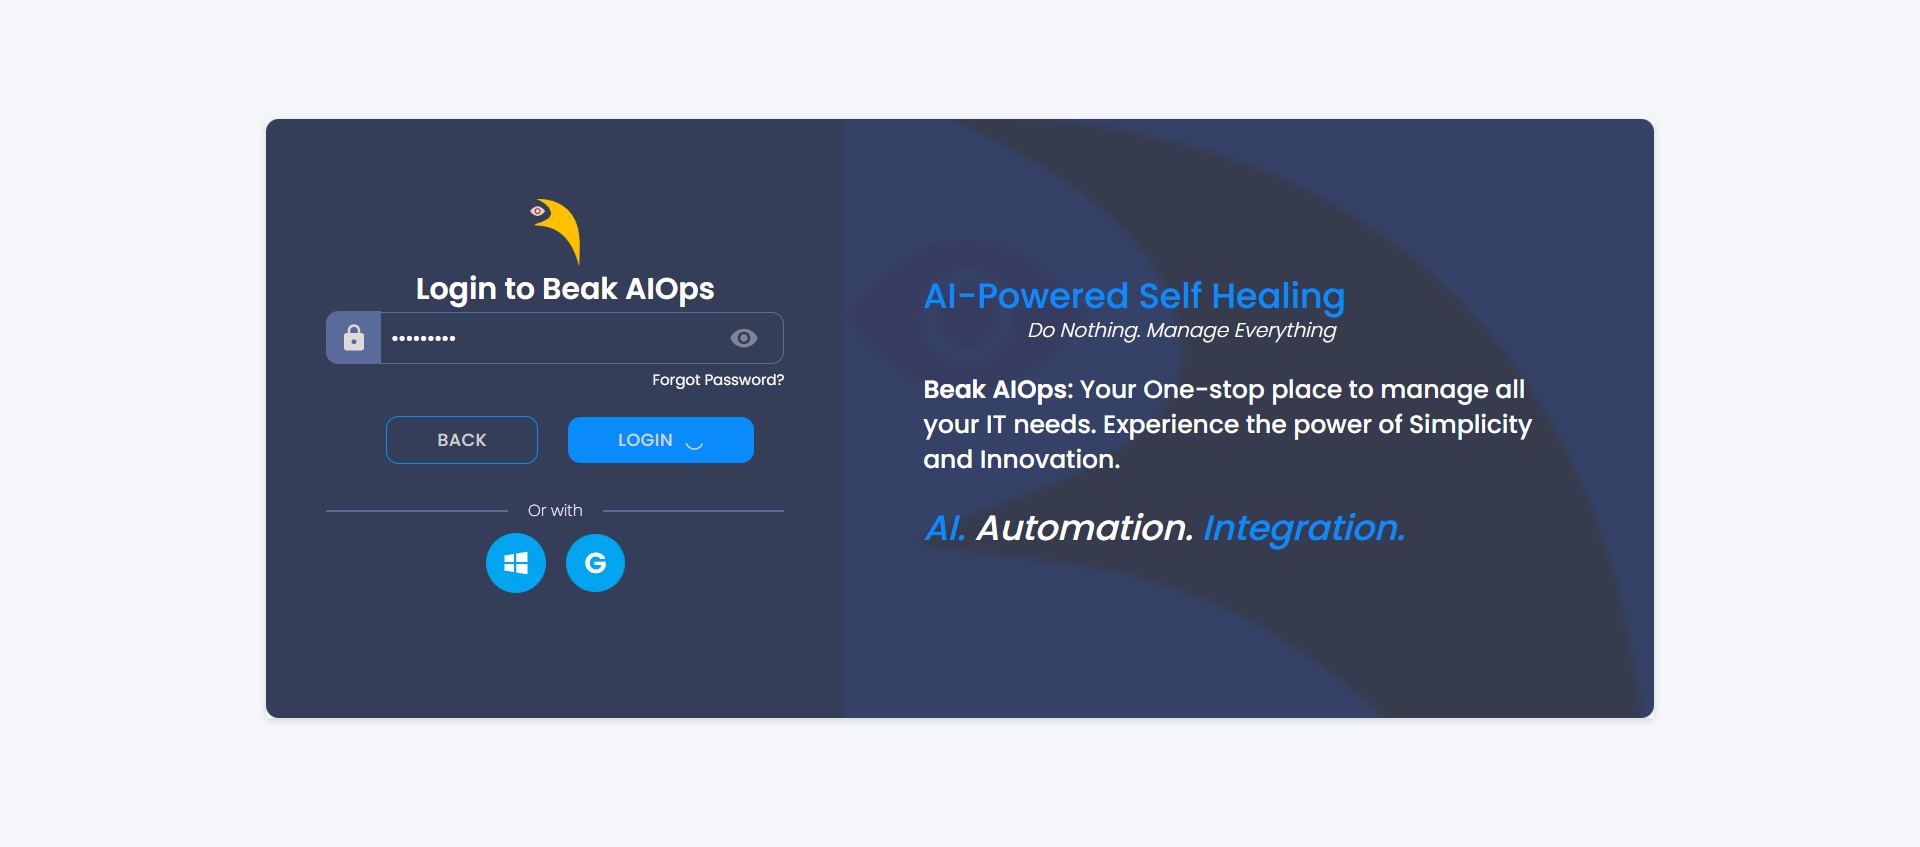 Login to Beak AIOps
•••••••••
Forgot Password?
BACK
LOGIN
Or with
G
AI-Powered Self Healing
Do Nothing. Manage Everything
Beak AIOps: Your One-stop place to manage all
your IT needs. Experience the power of Simplicity
and Innovation.
AI. Automation. Integration.